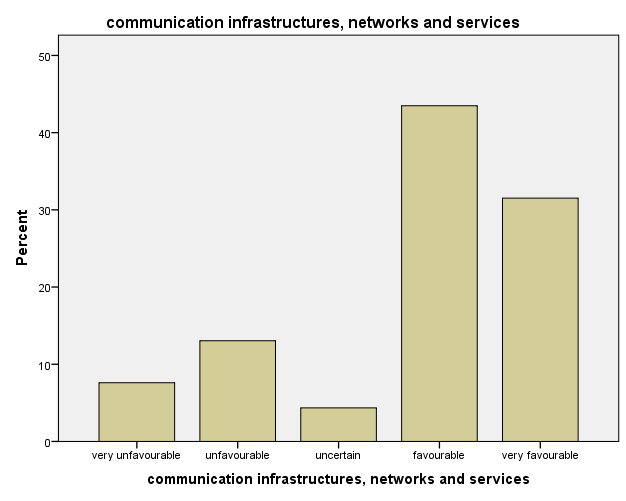 communication infrastructures, networks and services
50
40
30
20
10
0
Percent
very unfavourable
unfavourable
uncertain
favourable
very favourable
communication infrastructures, networks and services